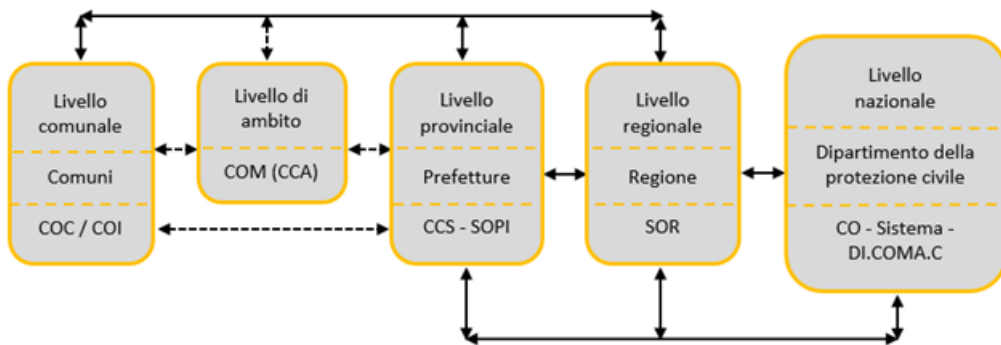 Livello
comunale
Comuni
COC / COI
Livello di
ambito
COM (CCA)
Livello
provinciale
Prefetture
CCS - SOPI
Livello
regionale
Regione
SOR
Livello
nazionale
Dipartimento della
protezione civile
CO - Sistema -
DI.COMA.C